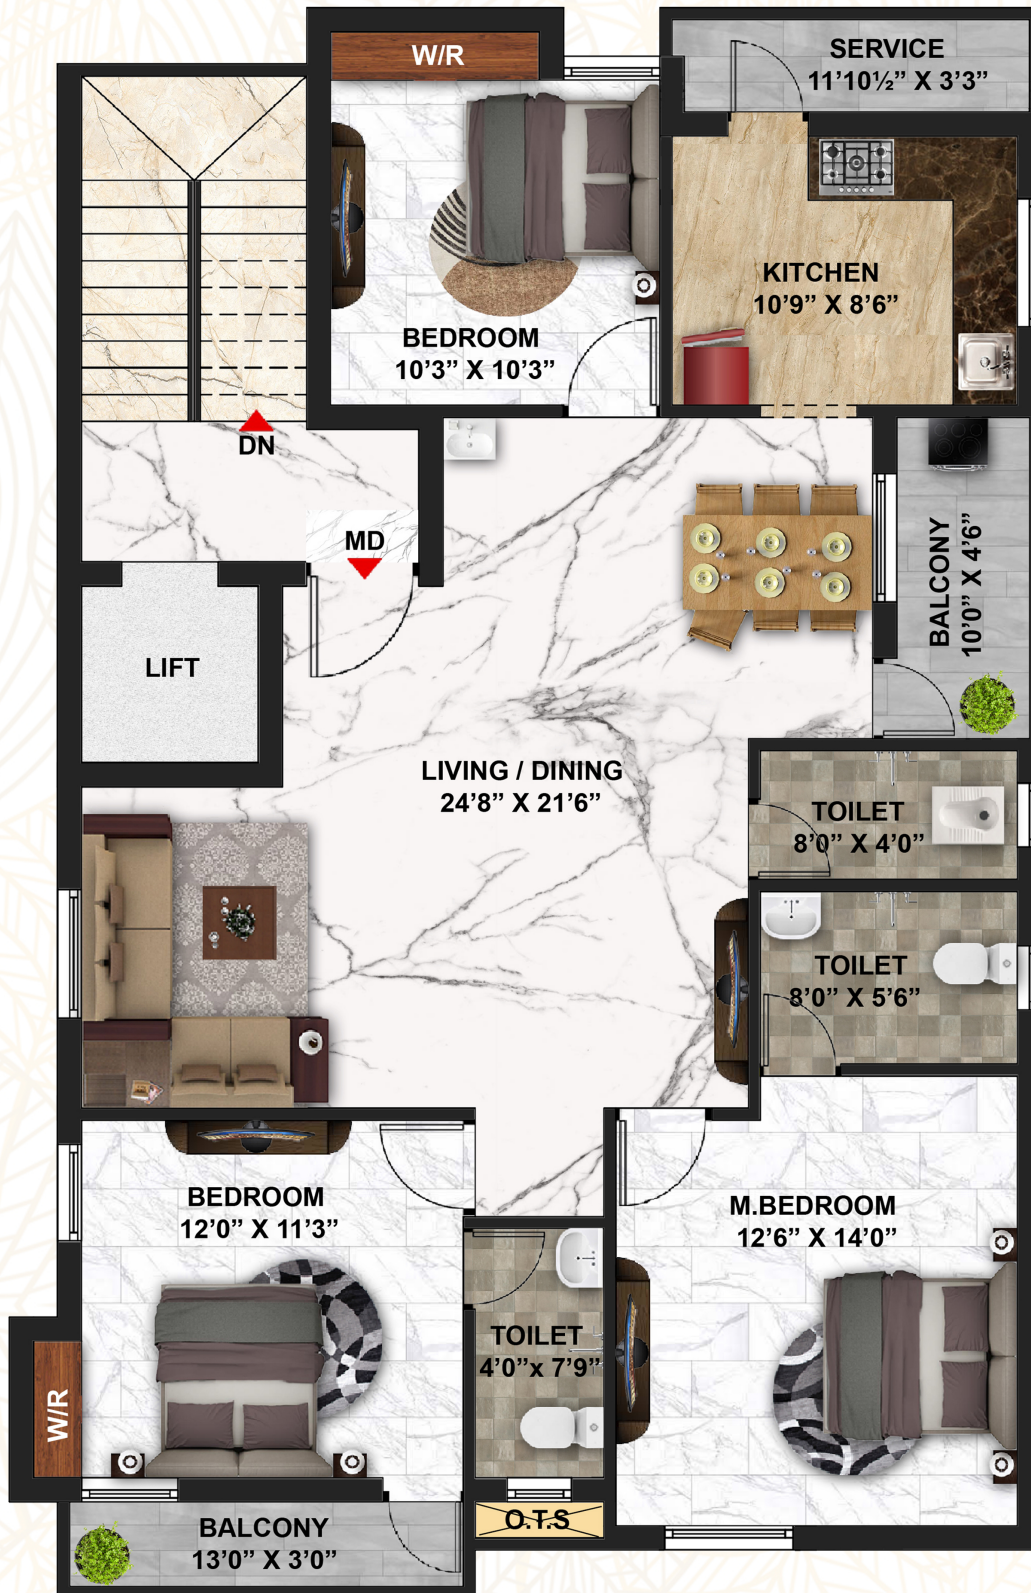 W/R
SERVICE
11'10½" X 3'3"
KITCHEN
10'9" X 8'6"
BEDROOM
10'3" X 10'3"
DN
MD
BALCONY
10'0" X 4'6"
LIFT
LIVING / DINING
24'8" X 21'6"
TOILET
8'0" X 4'0"
TOILET
8'0" X 5'6"
BEDROOM
12'0" X 11'3"
M.BEDROOM
12'6" X 14'0"
TOILET
4'0"x 7'9"
W/R
O.T.S
BALCONY
13'0" X 3'0"